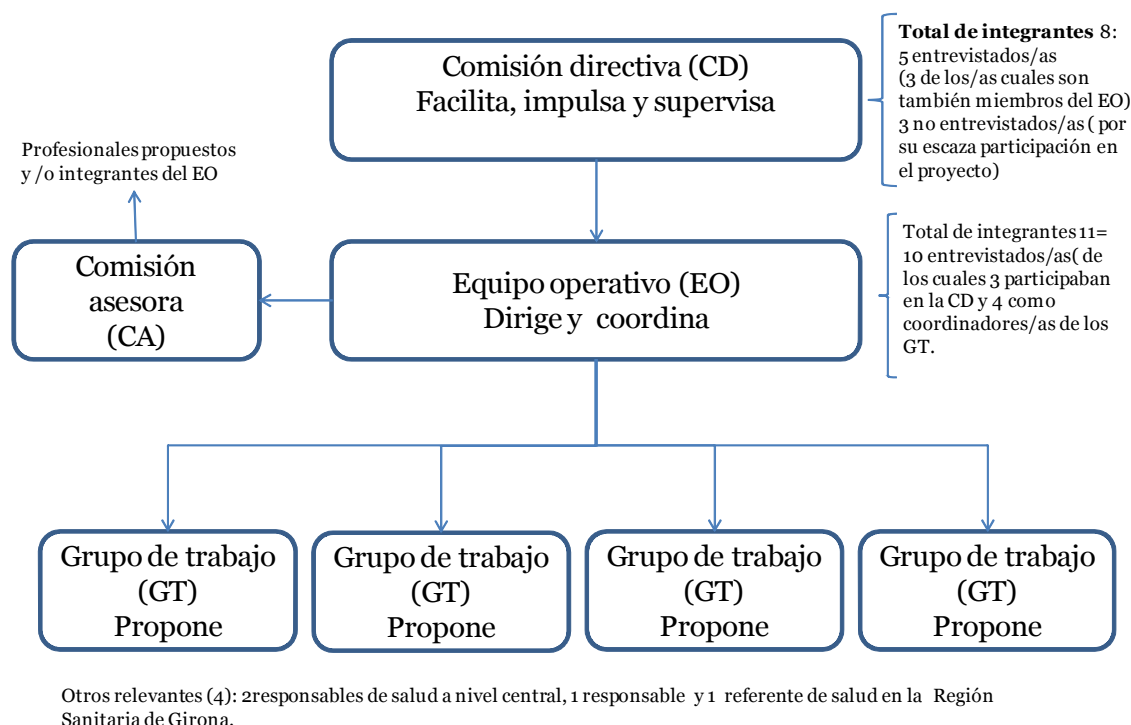 Comisión directiva (CD)
Facilita, impulsa y supervisa
Total de integrantes 8:
5 entrevistados/as
(3 de los/as cuales son
también miembros del EO)
3 no entrevistados/as ( por
su escaza participación en
el proyecto)
Profesionales propuestos
y /o integrantes del EO
Comisión
asesora
(CA)
Equipo operativo (EO)
Dirige y coordina
Total de integrantes 11=
10 entrevistados/as( de
los cuales 3 participaban
en la CD y 4 como
coordinadores/as de los
GT.
Grupo de trabajo
(GT)
Propone
Grupo de trabajo
(GT)
Propone
Grupo de trabajo
(GT)
Propone
Grupo de trabajo
(GT)
Propone
Otros relevantes (4): 2responsables de salud a nivel central, 1 responsable y 1 referente de salud en la Región
Sanitaria de Girona.